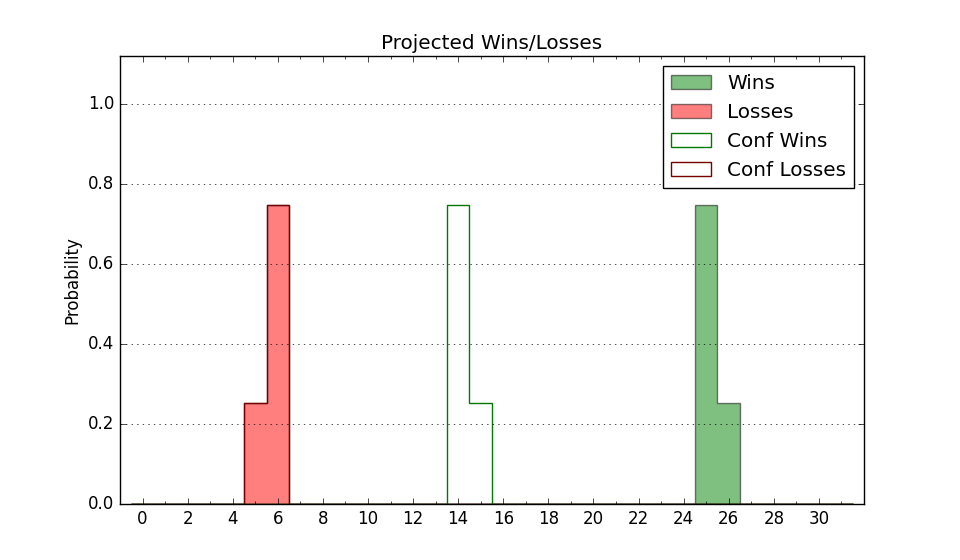 Projected Wins/Losses
Wins
Losses
Conf Wins
Conf Losses
Probability
1.0
0.8
0.6
0.4
0.2
0.0
0 2 4 6 8 10 12 14 16 18 20 22 24 26 28 30